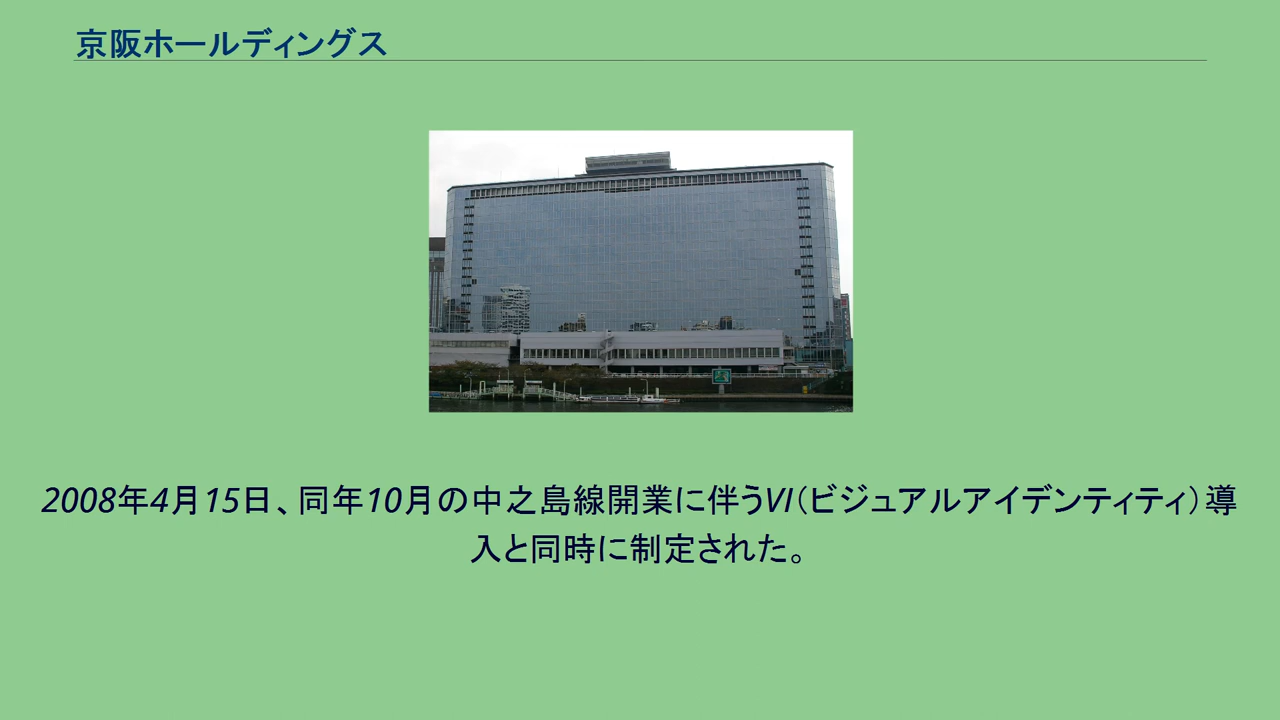 京阪ホールディングス
2008年4月15日、同年10月の中之島線開業に伴うVI（ビジュアルアイデンティティ）導
入と同時に制定された。